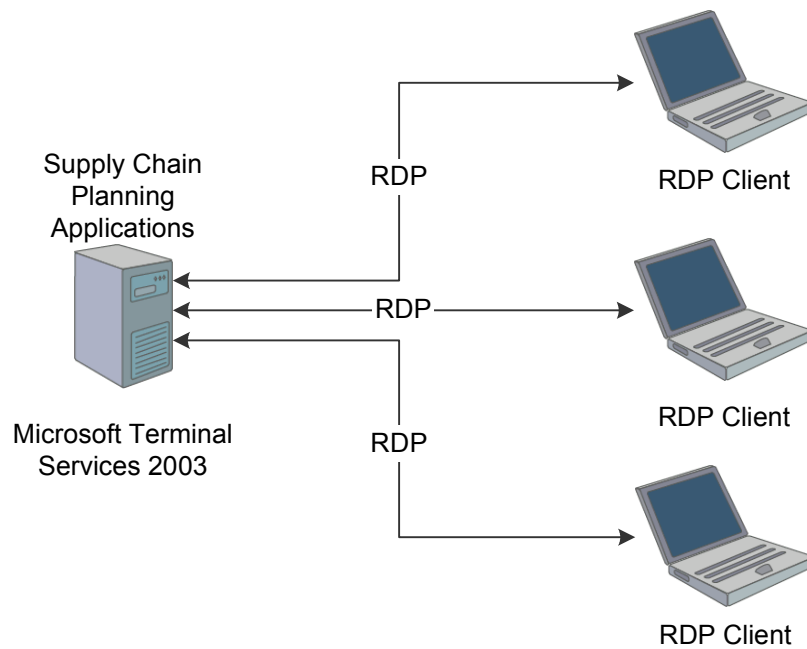 Supply Chain
Planning
Applications
Microsoft Terminal
Services 2003
RDP
RDP
RDP
RDP Client
RDP Client
RDP Client